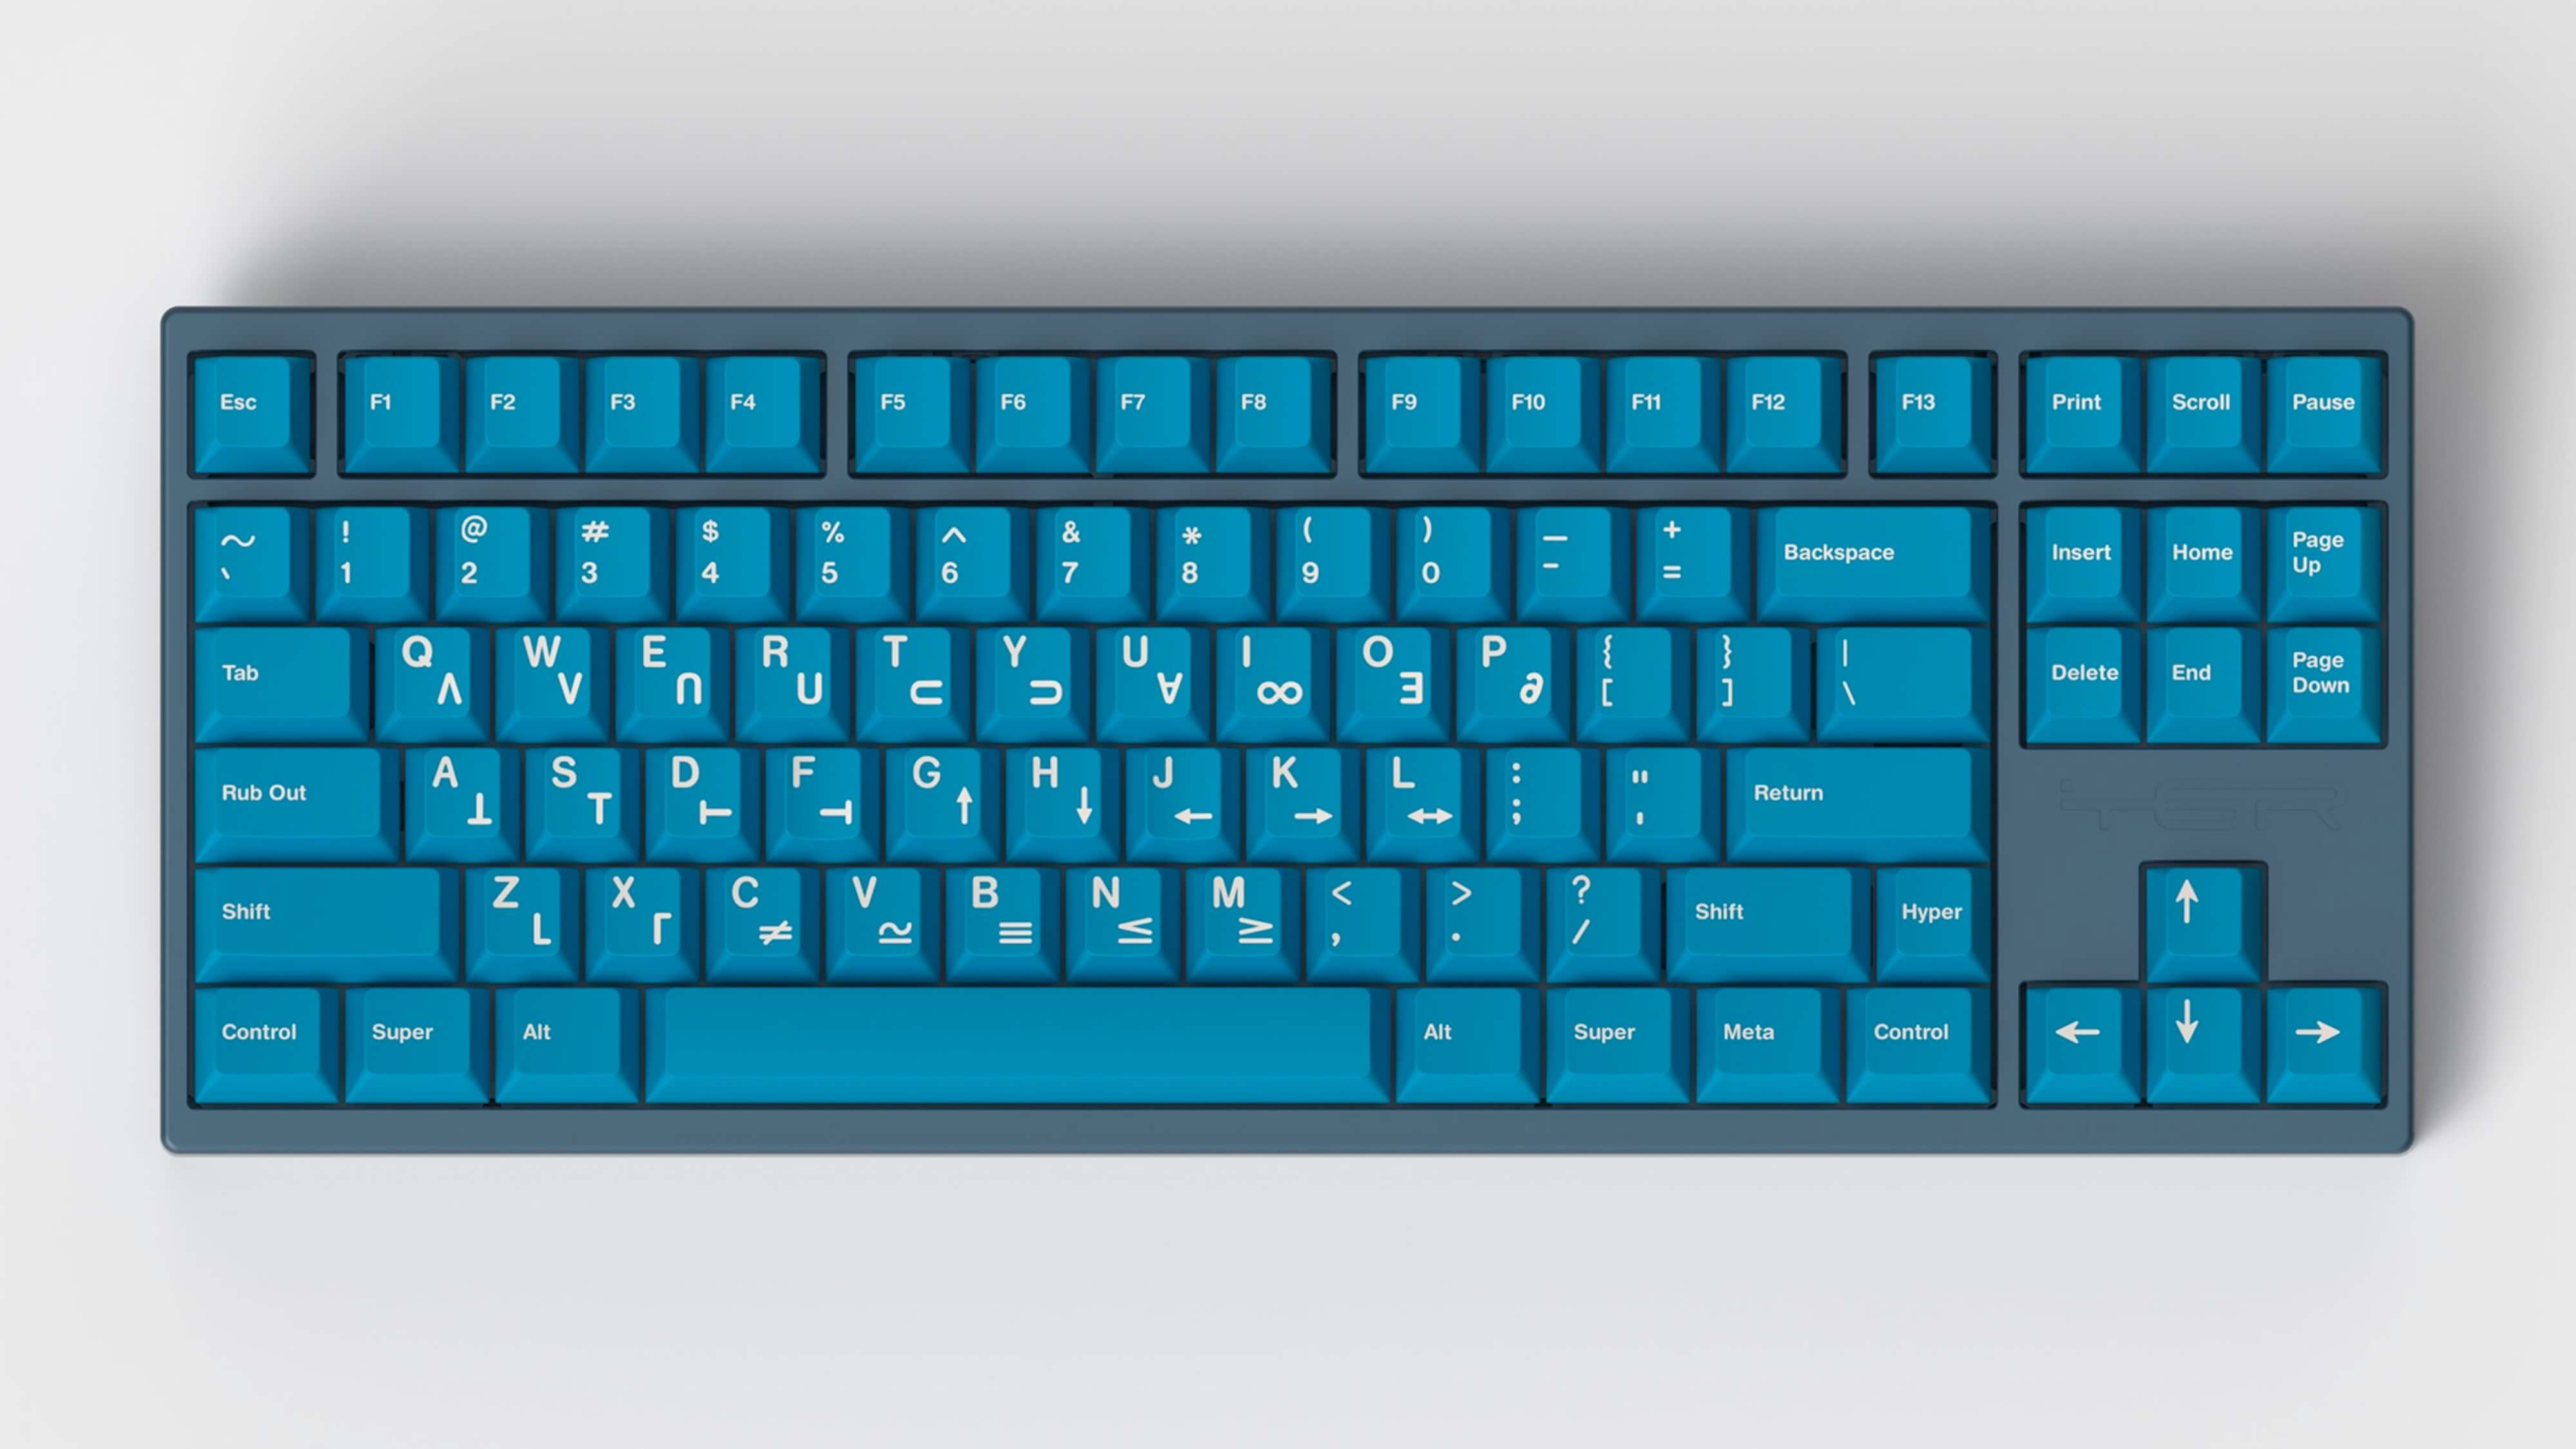 Esc F1 F2 F3 F4 F5 F6 F7 F8 F9 F10 F11 F12 F13 Print Scroll Pause
~ ! @ # $ % ^ & * ( ) — +
` 1 2 3 4 5 6 7 8 9 0 - = Backspace Insert Home Page Up
Tab Q W E R T Y U I O P { } |
∧ ∨ ∩ ∪ ⊂ ⊃ ∀ ∞ ∃ ∂ [ ] \ Delete End Page Down
Rub Out A S D F G H J K L : " Return
⊥ ⊤ ⊢ ⊣ ↑ ↓ ← → ↔ ; '
Shift Z X C V B N M < > ? Shift Hyper ↑
⌊ ⌈ ≠ ≃ ≡ ≤ ≥ , . /
Control Super Alt Alt Super Meta Control ← ↓ →
TGR